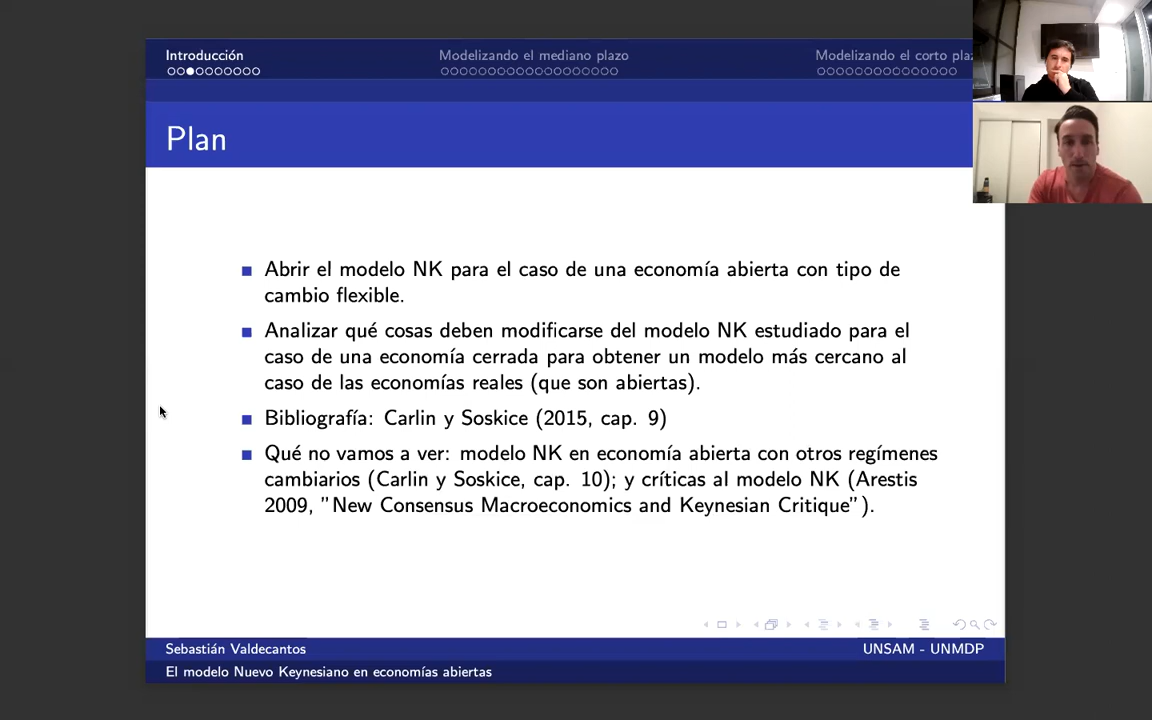 Introducción
Modelizando el mediano plazo
Modelizando el corto
Plan
Abrir el modelo NK para el caso de una economía abierta con tipo de
cambio flexible.
Analizar qué cosas deben modificarse del modelo NK estudiado para el
caso de una economía cerrada para obtener un modelo más cercano al
caso de las economías reales (que son abiertas).
Bibliografía: Carlin y Soskice (2015, cap. 9)
Qué no vamos a ver: modelo NK en economía abierta con otros regímenes
cambiarios (Carlin y Soskice, cap. 10); y críticas al modelo NK (Arestis
2009, ”New Consensus Macroeconomics and Keynesian Critique”).
Sebastián Valdecantos
UNSAM - UNMDP
El modelo Nuevo Keynesiano en economías abiertas